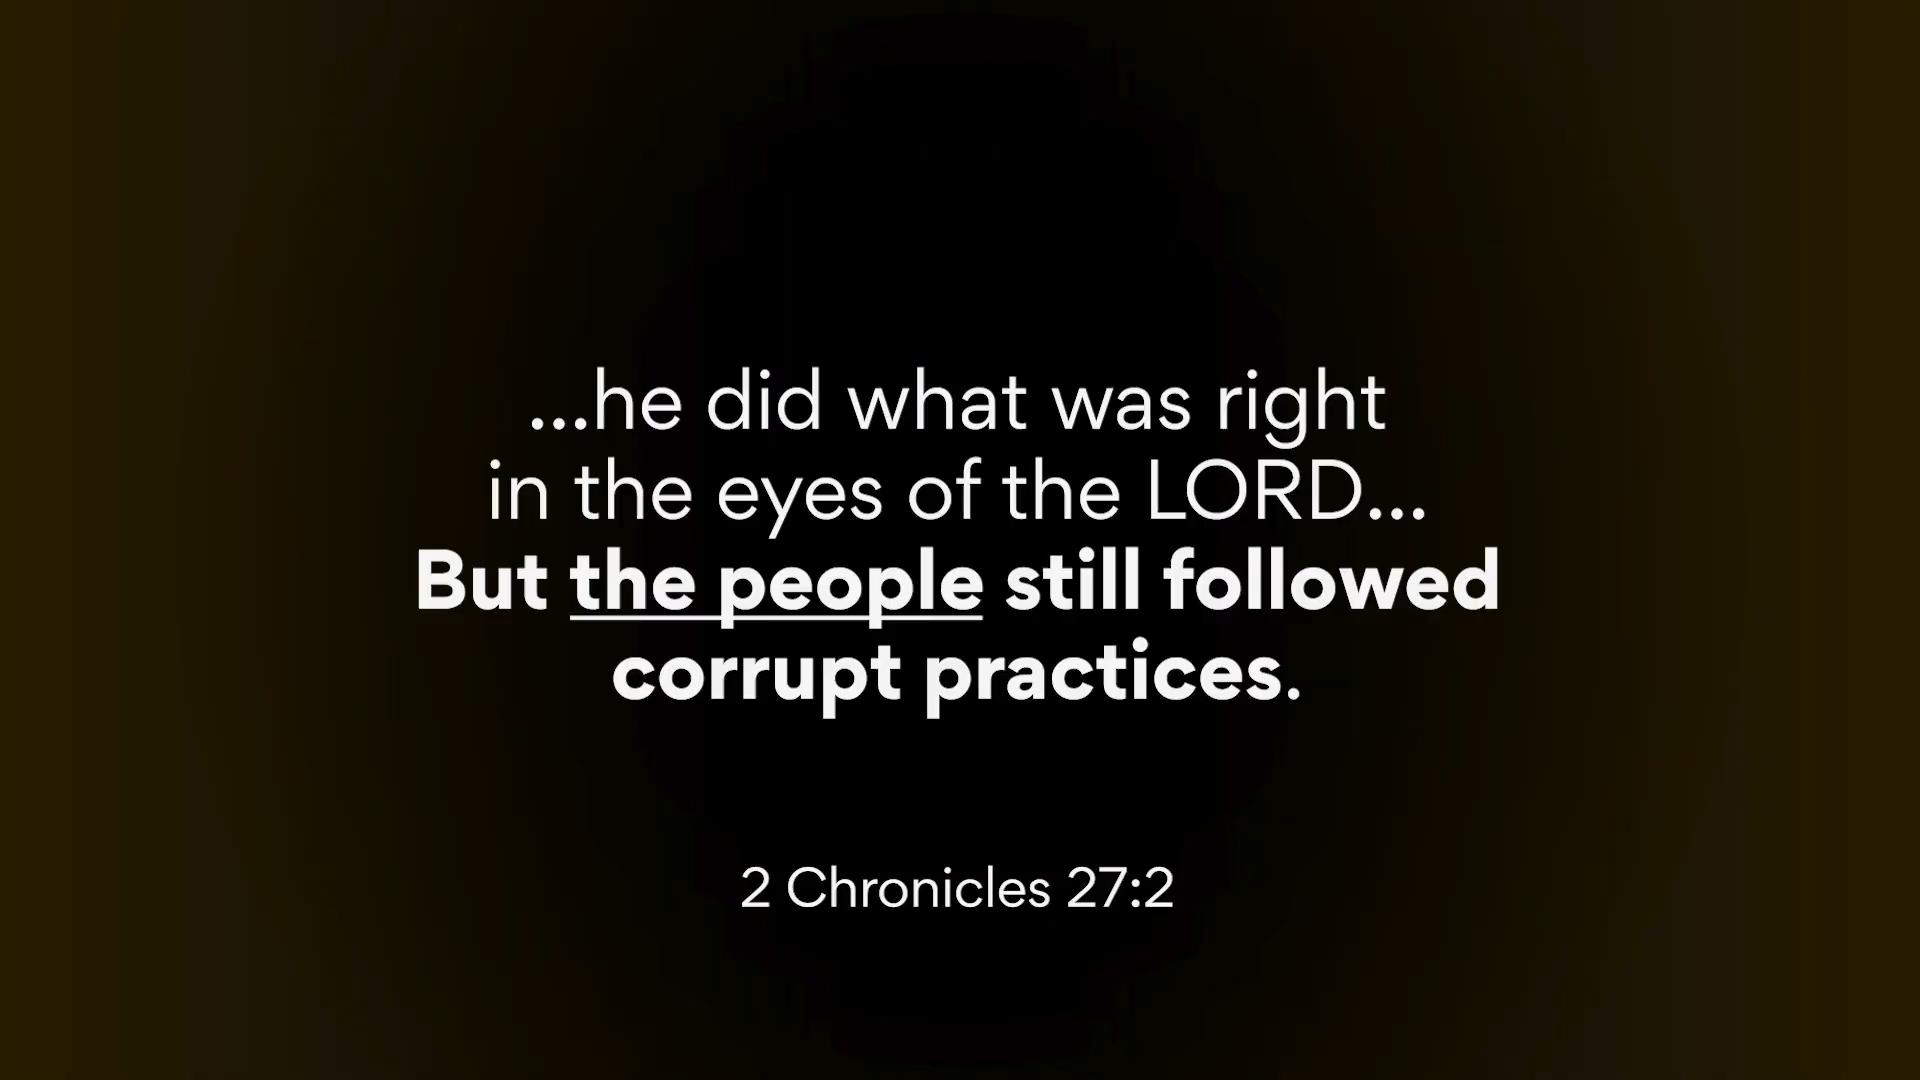 ...he did what was right
in the eyes of the LORD...
But the people still followed
corrupt practices.
2 Chronicles 27:2